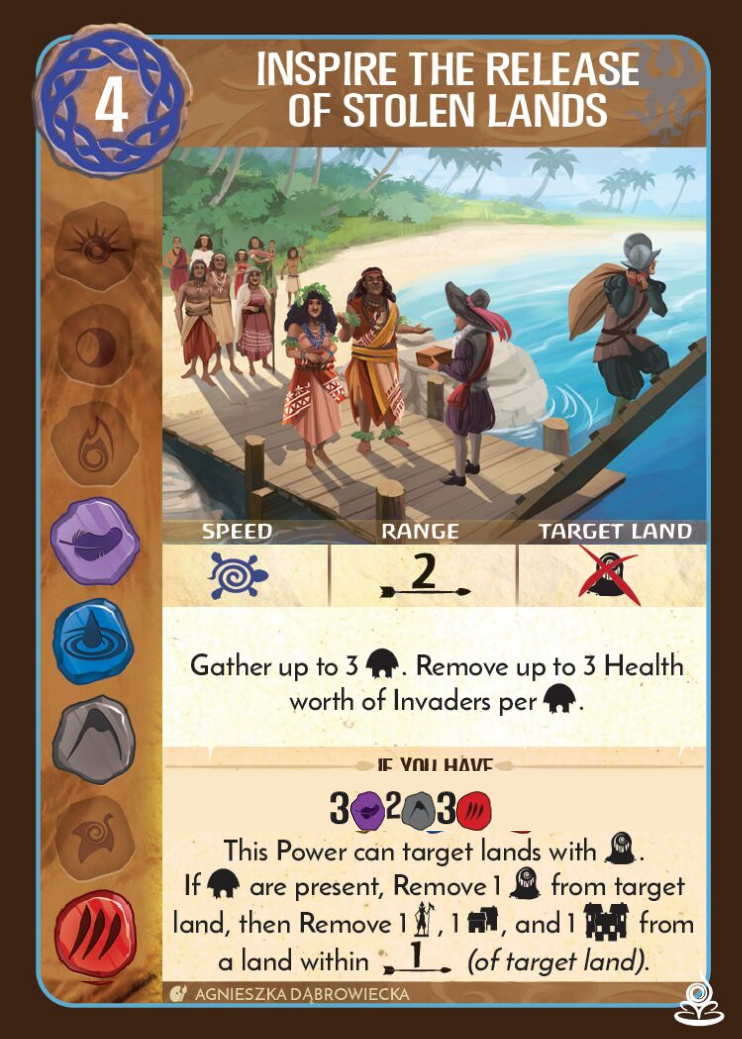 4
INSPIRE THE RELEASE
OF STOLEN LANDS
SPEED RANGE TARGET LAND
2
Gather up to 3 . Remove up to 3 Health
worth of Invaders per .
IF YOU HAVE
3 2 3
This Power can target lands with .
If are present, Remove 1 from target
land, then Remove 1 , 1 , and 1 from
a land within 1 (of target land).
AGNIESZKA DĄBROWIECKA